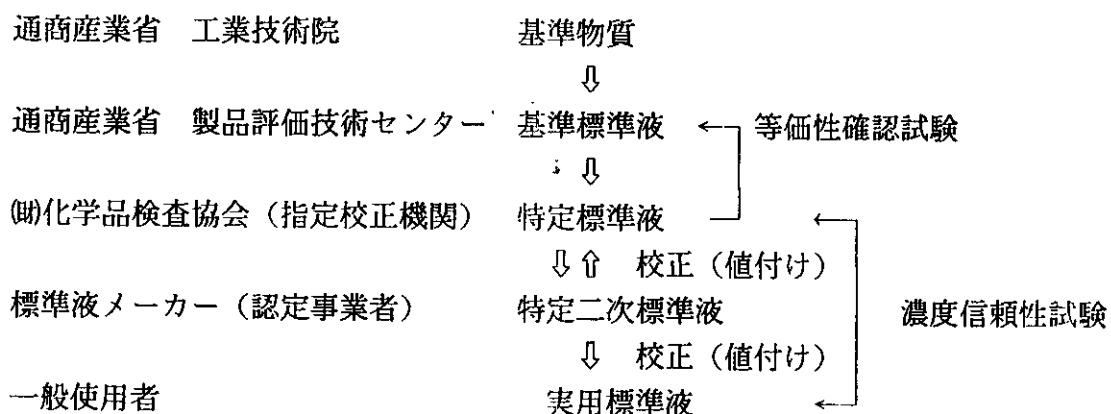 通商産業省　工業技術院　基準物質
⇩
通商産業省　製品評価技術センター　基準標準液　←　等価性確認試験
⇩
㈶化学品検査協会（指定校正機関）　特定標準液　←
⇩⇧　校正（値付け）
標準液メーカー（認定事業者）　特定二次標準液　濃度信頼性試験
⇩　校正（値付け）
一般使用者　実用標準液　←